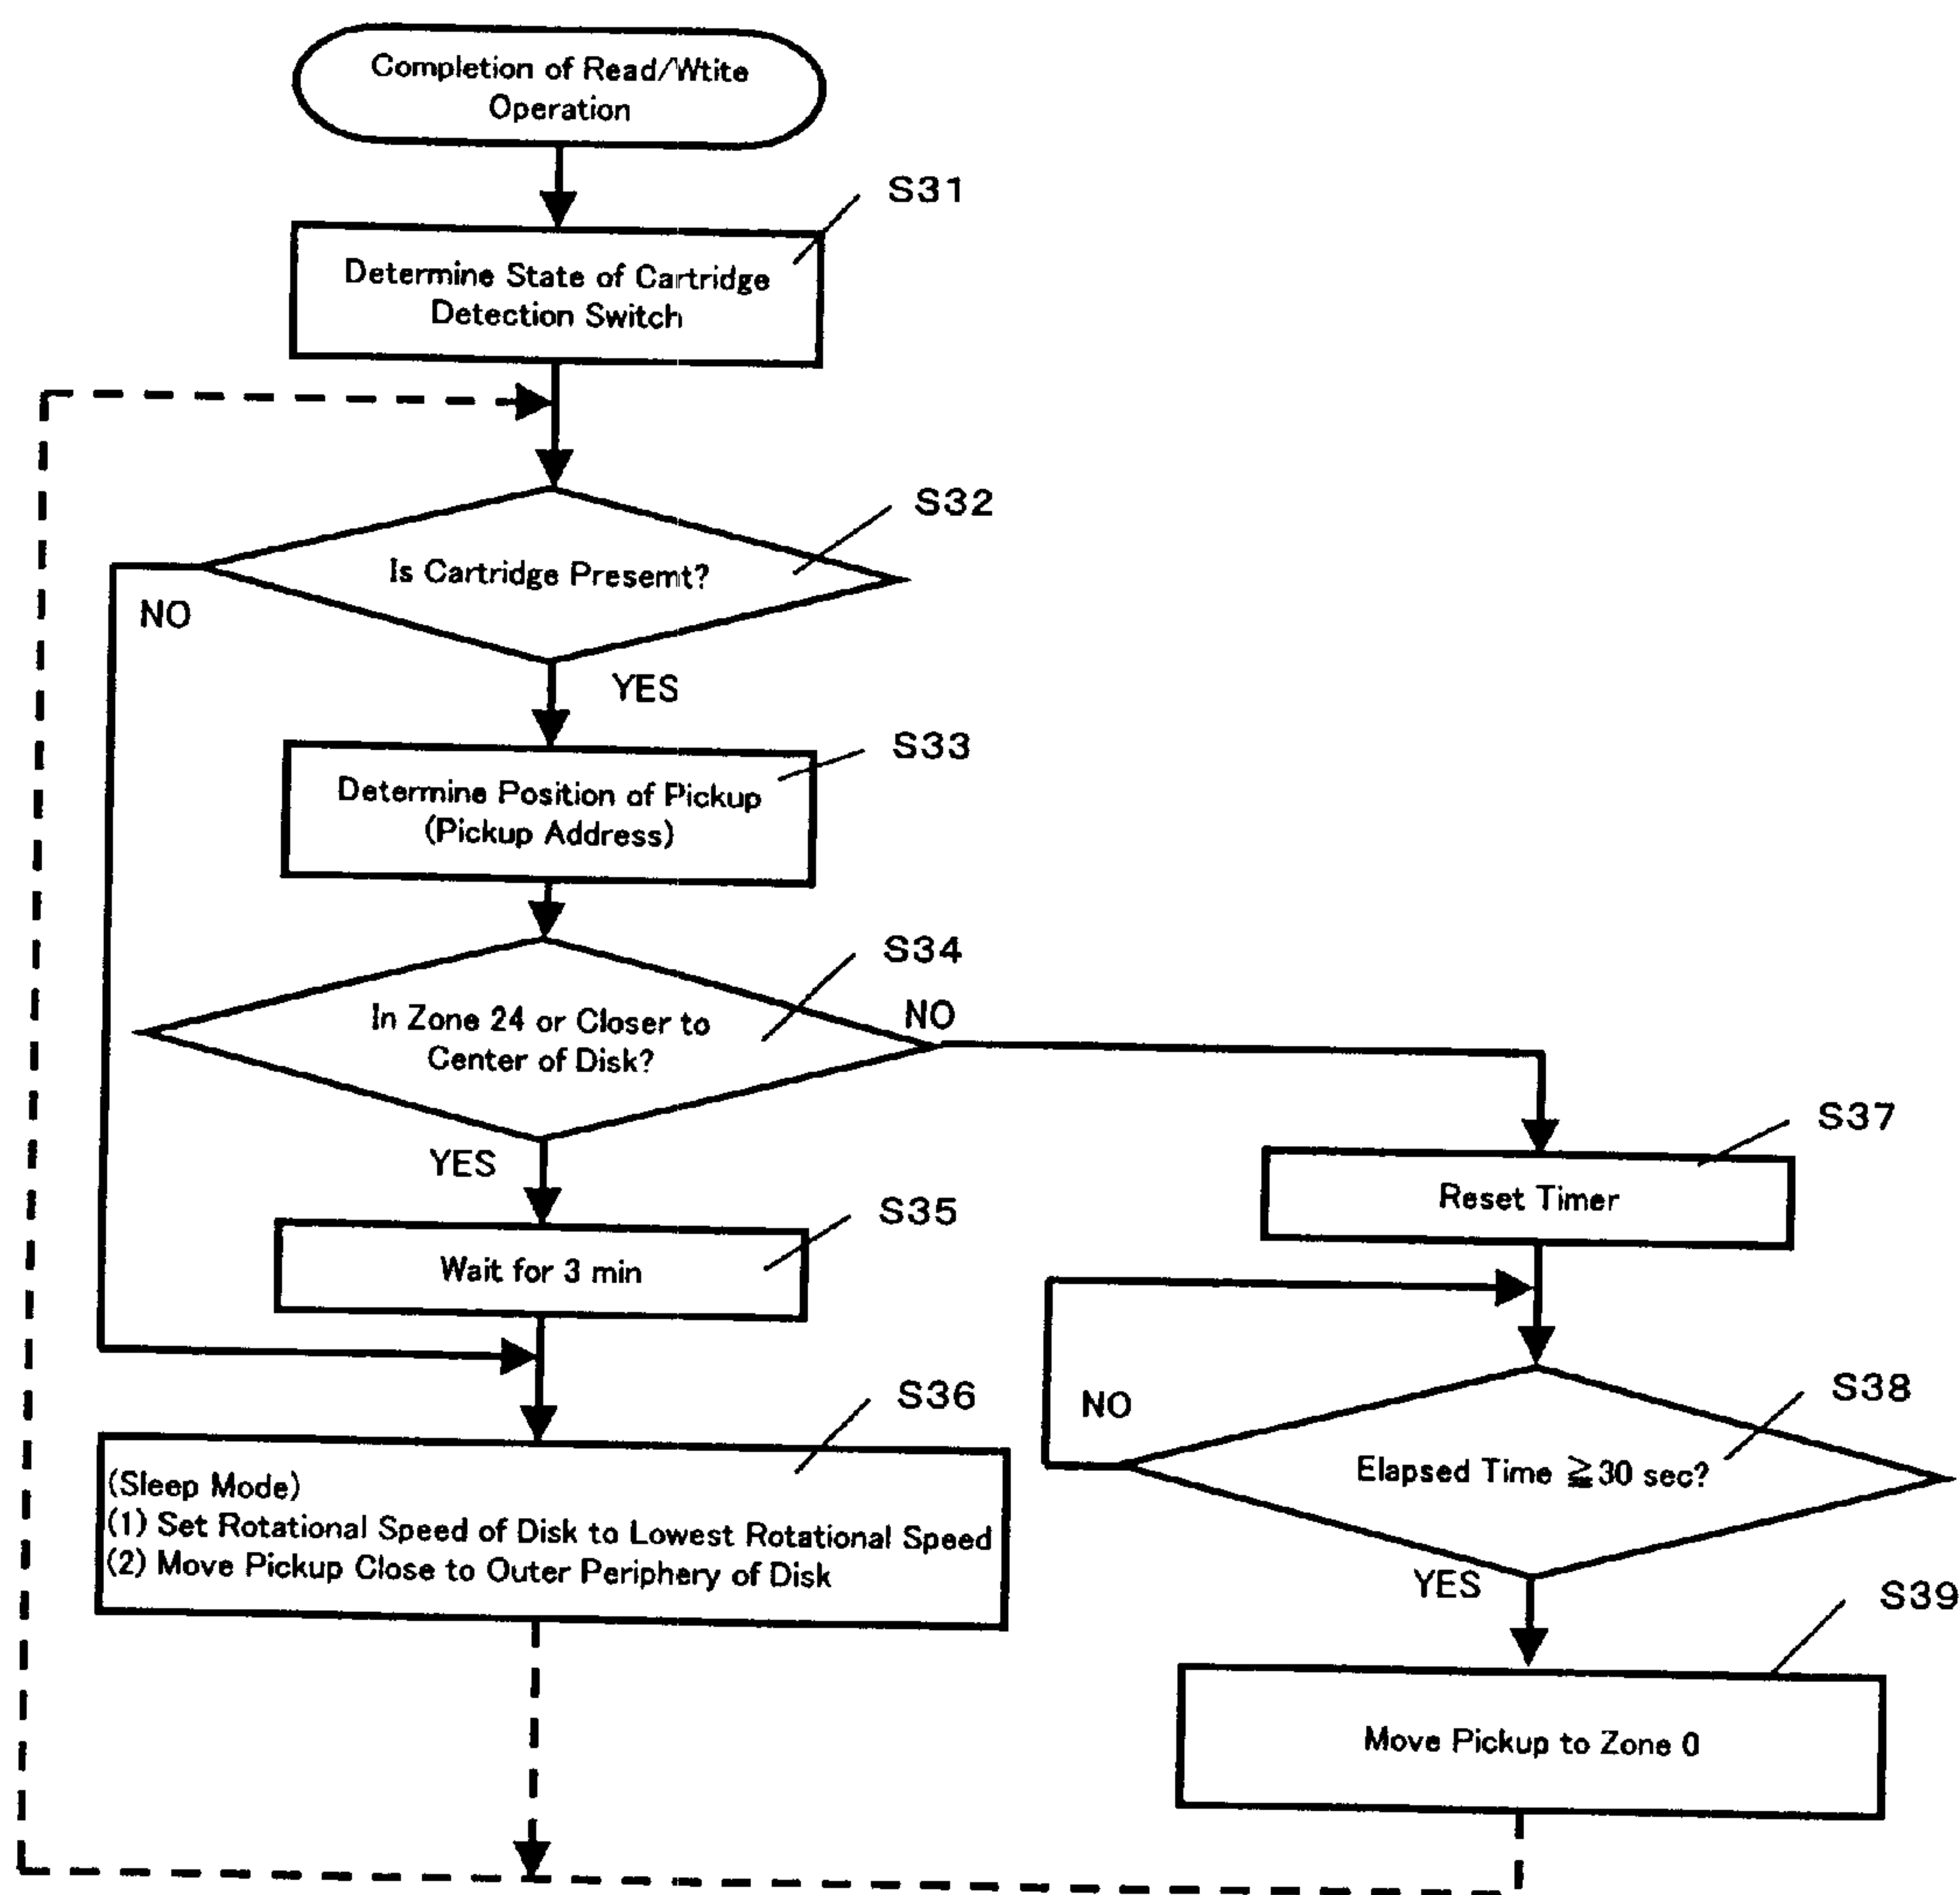 Completion of Read/Wtite
Operation
S31
Determine State of Cartridge
Detection Switch
S32
Is Cartridge Presemt?
NO
YES
S33
Determine Position of Pickup
(Pickup Address)
S34
In Zone 24 or Closer to
Center of Disk?
NO
YES
S35
Wait for 3 min
S36
(Sleep Mode)
(1) Set Rotational Speed of Disk to Lowest Rotational Speed
(2) Move Pickup Close to Outer Periphery of Disk
S37
Reset Timer
S38
NO
Elapsed Time ≧30 sec?
YES
S39
Move Pickup to Zone 0